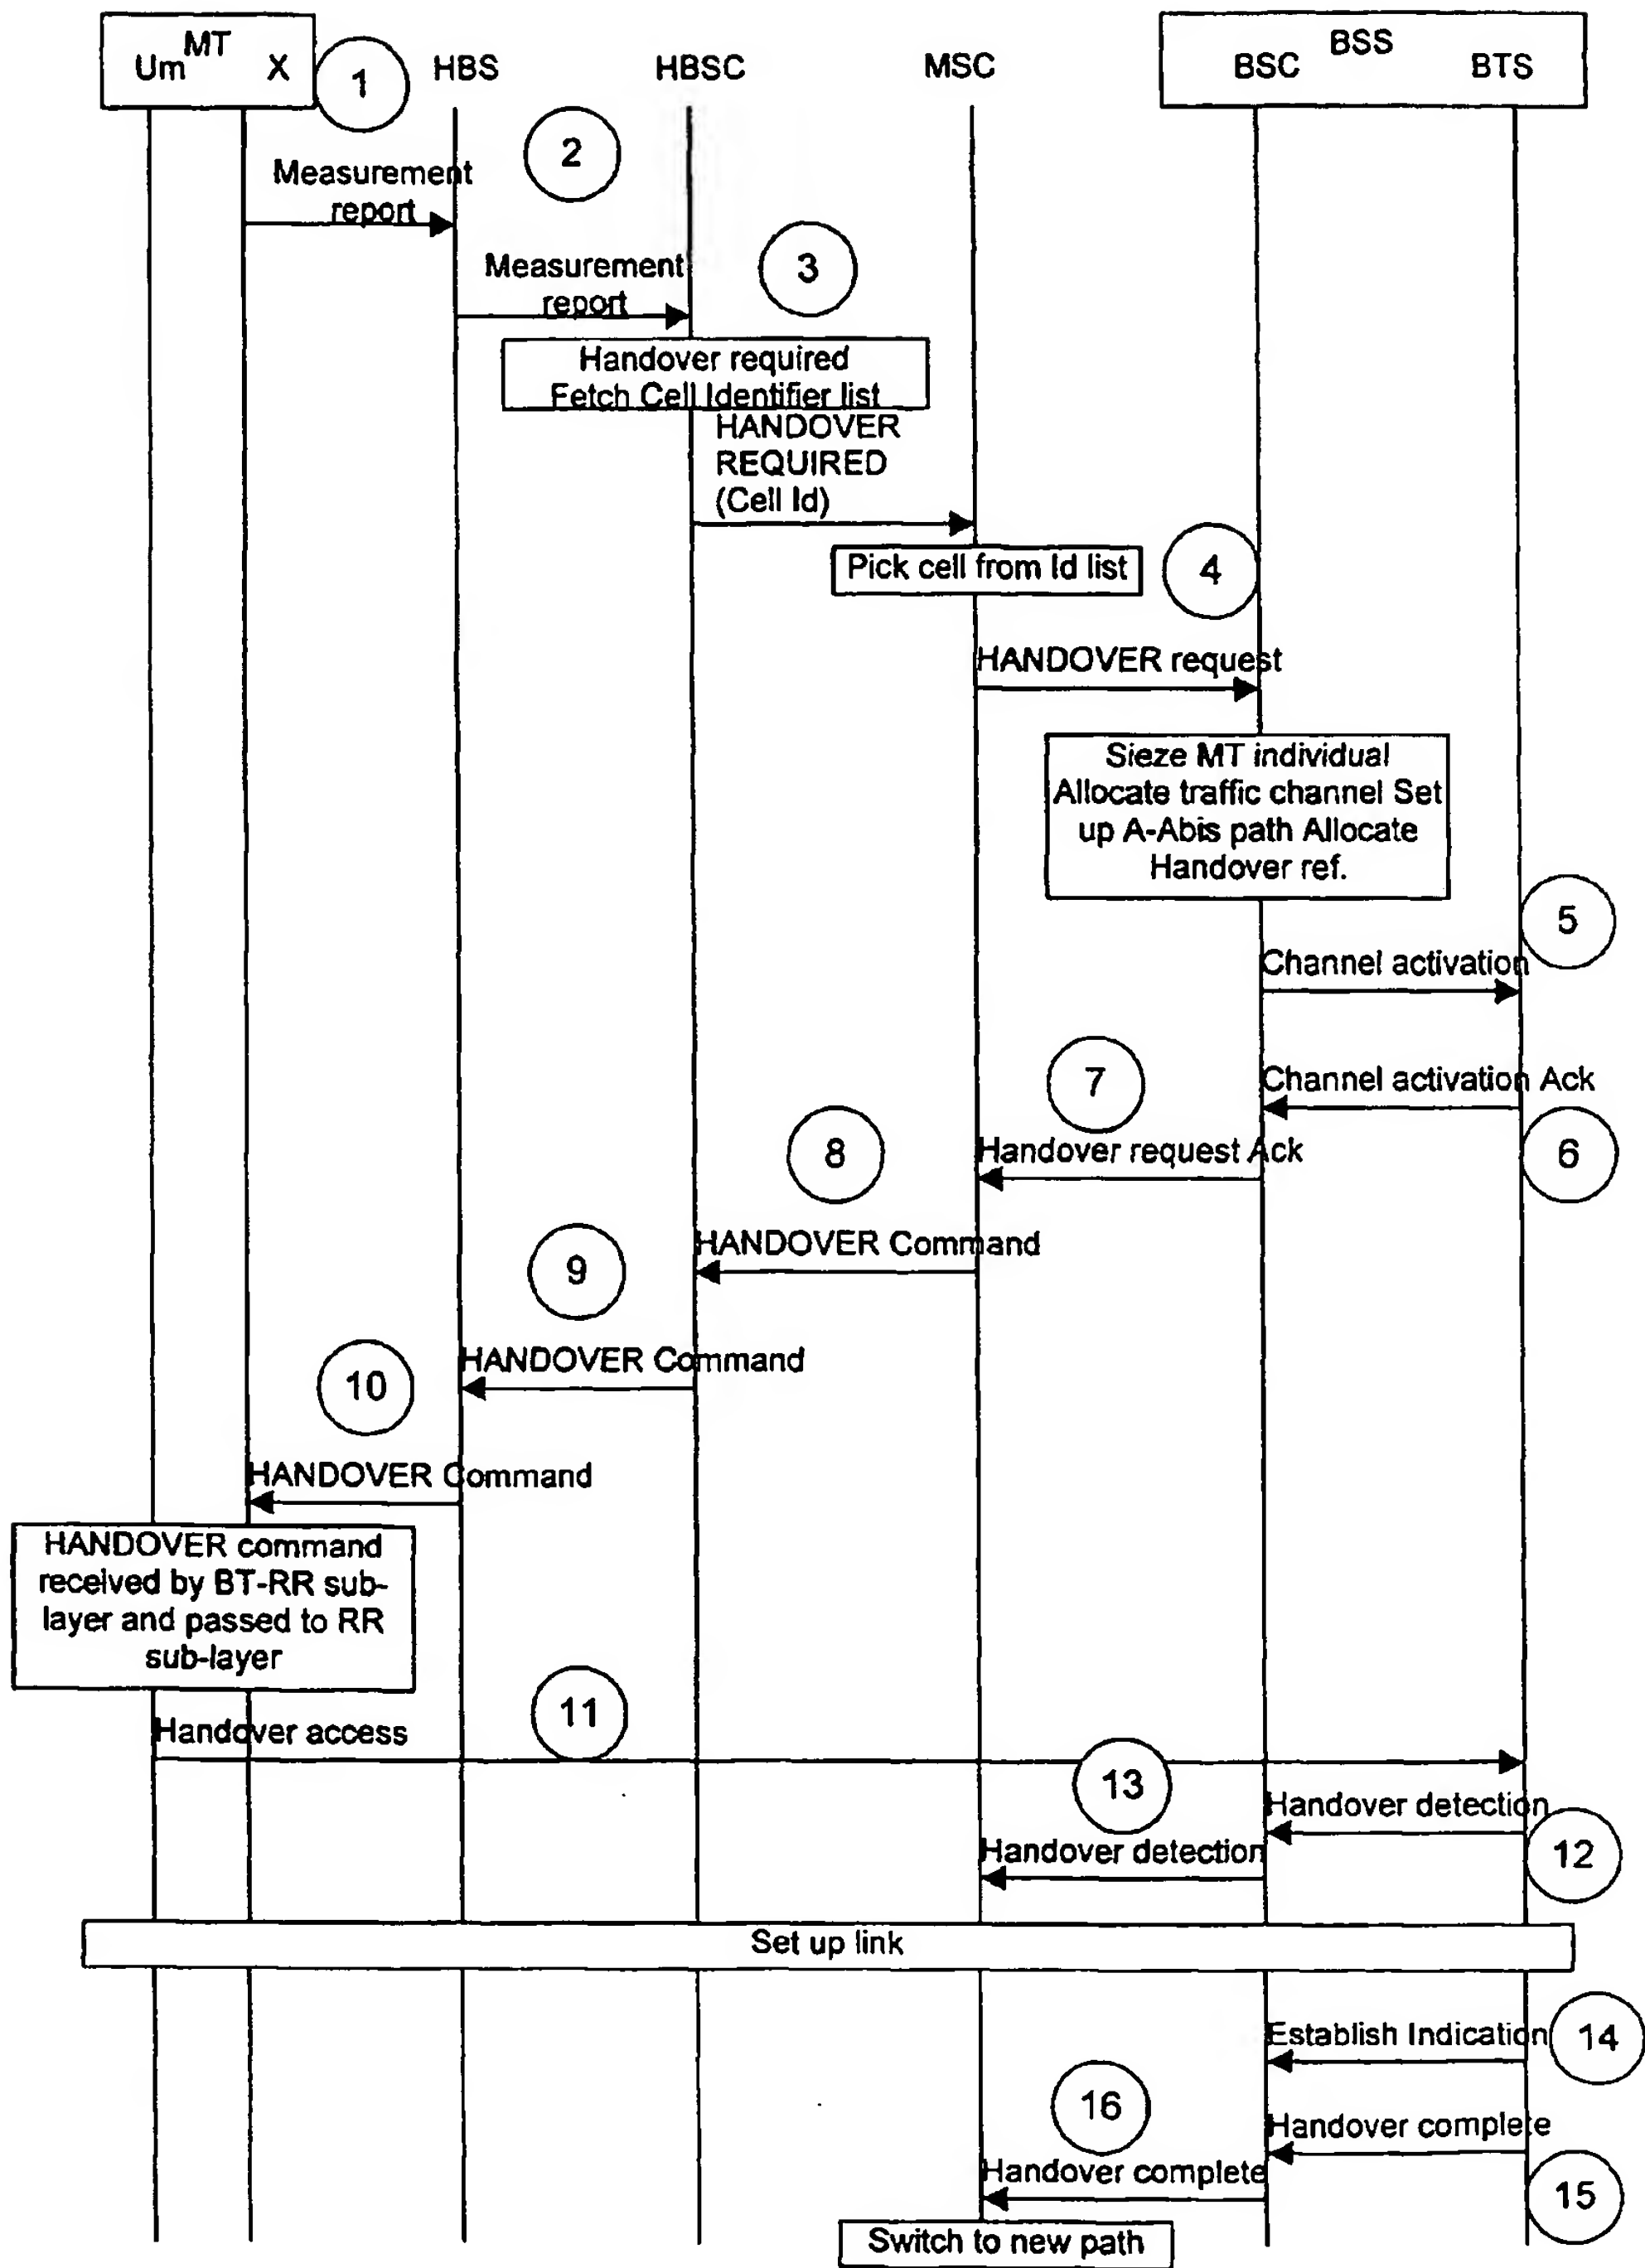 MT
Um X
1
HBS
HBSC
MSC
BSS
BSC
BTS
2
Measurement
report
3
Measurement
report
Handover required
Fetch Cell Identifier list
HANDOVER
REQUIRED
(Cell Id)
Pick cell from Id list
4
HANDOVER request
Sieze MT individual
Allocate traffic channel Set
up A-Abis path Allocate
Handover ref.
5
Channel activation
7
Channel activation Ack
8
Handover request Ack
6
9
HANDOVER Command
10
HANDOVER Command
HANDOVER Command
HANDOVER command
received by BT-RR sub-
layer and passed to RR
sub-layer
11
Handover access
13
Handover detection
Handover detection
12
Set up link
Establish Indication
14
16
Handover complete
Handover complete
15
Switch to new path